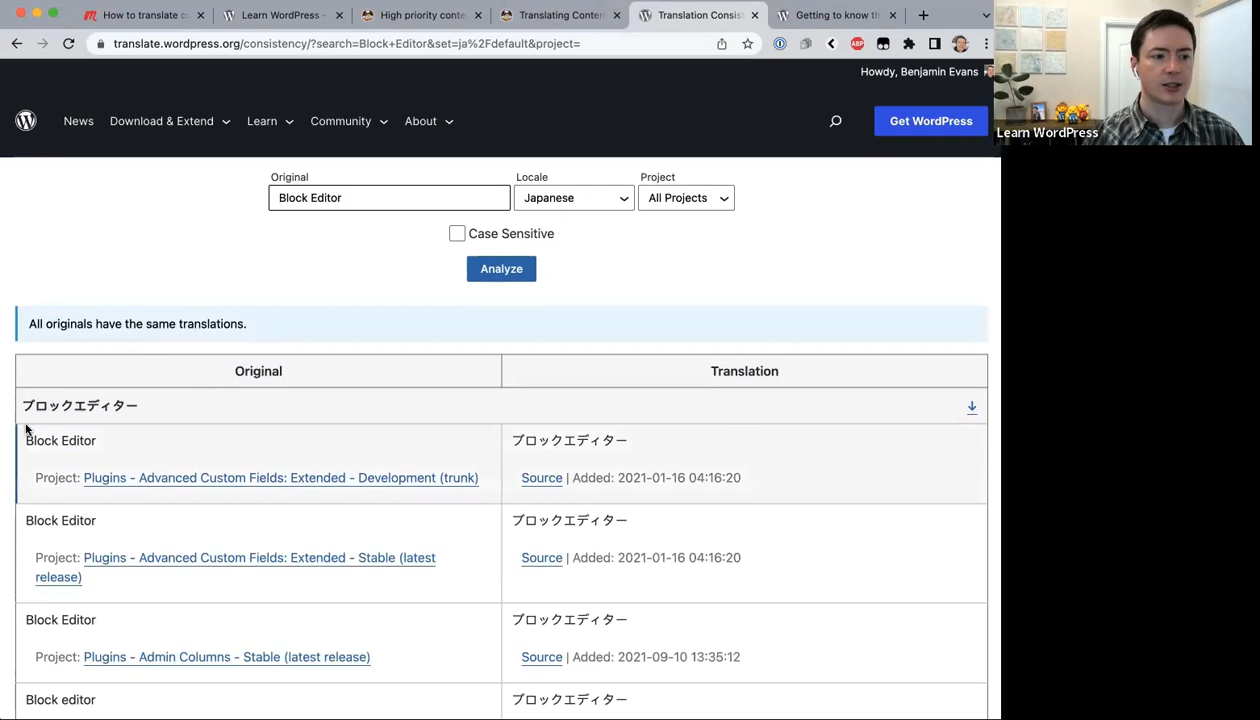 How to translate c
Learn WordPress -
High priority conte
Translating Conten
Translation Consis
Getting to know th
translate.wordpress.org/consistency/?search=Block+Editor&set=ja%2Fdefault&project=
ABP
Howdy, Benjamin Evans
News
Download & Extend
Learn
Community
About
Get WordPress
Learn WordPress
Original
Locale
Project
Block Editor
Japanese
All Projects
Case Sensitive
Analyze
All originals have the same translations.
Original
Translation
ブロックエディター
Block Editor
ブロックエディター
Project: Plugins - Advanced Custom Fields: Extended - Development (trunk)
Source | Added: 2021-01-16 04:16:20
Block Editor
ブロックエディター
Project: Plugins - Advanced Custom Fields: Extended - Stable (latest
release)
Source | Added: 2021-01-16 04:16:20
Block Editor
ブロックエディター
Project: Plugins - Admin Columns - Stable (latest release)
Source | Added: 2021-09-10 13:35:12
Block editor
ブロックエディター